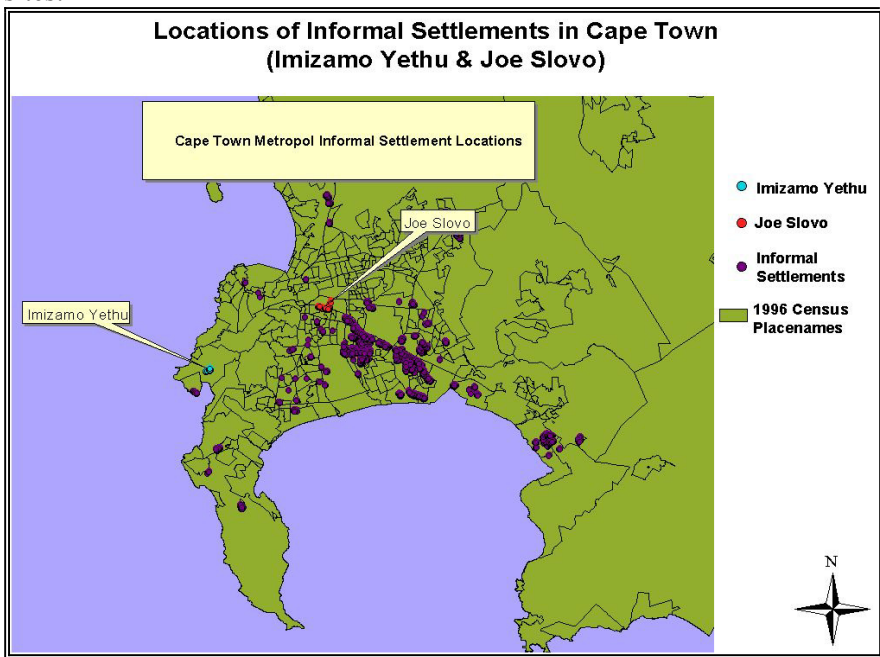 Locations of Informal Settlements in Cape Town
(Imizamo Yethu & Joe Slovo)
Cape Town Metropol Informal Settlement Locations
Joe Slovo
Imizamo Yethu
Imizamo Yethu
Joe Slovo
Informal
Settlements
1996 Census
Placenames
N